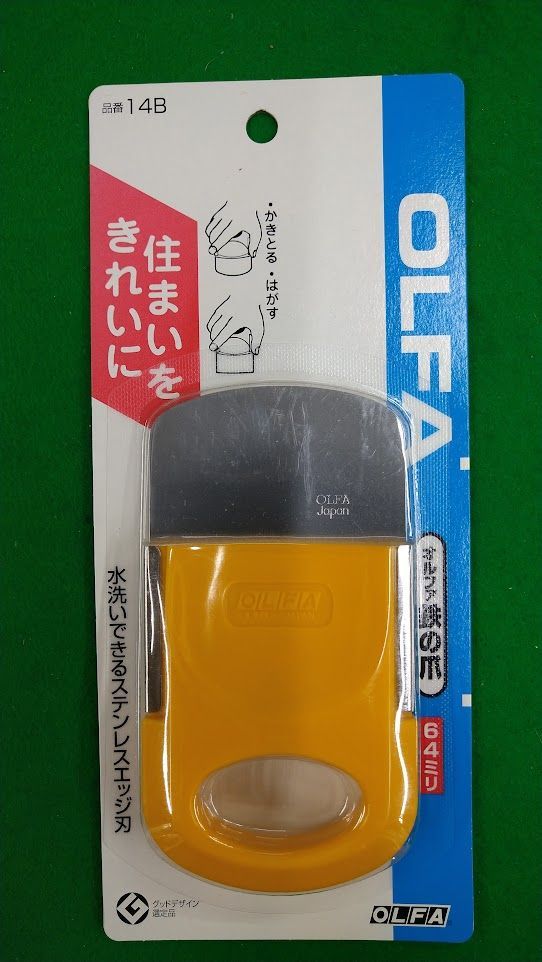 品番14B
OLFA
・かきとる ・はがす
住まいを
きれいに
OLFA
Japan
OLFA
オルファ 鉄の爪
64ミリ
水洗いできるステンレスエッジ刃
グッドデザイン
選定品
OLFA